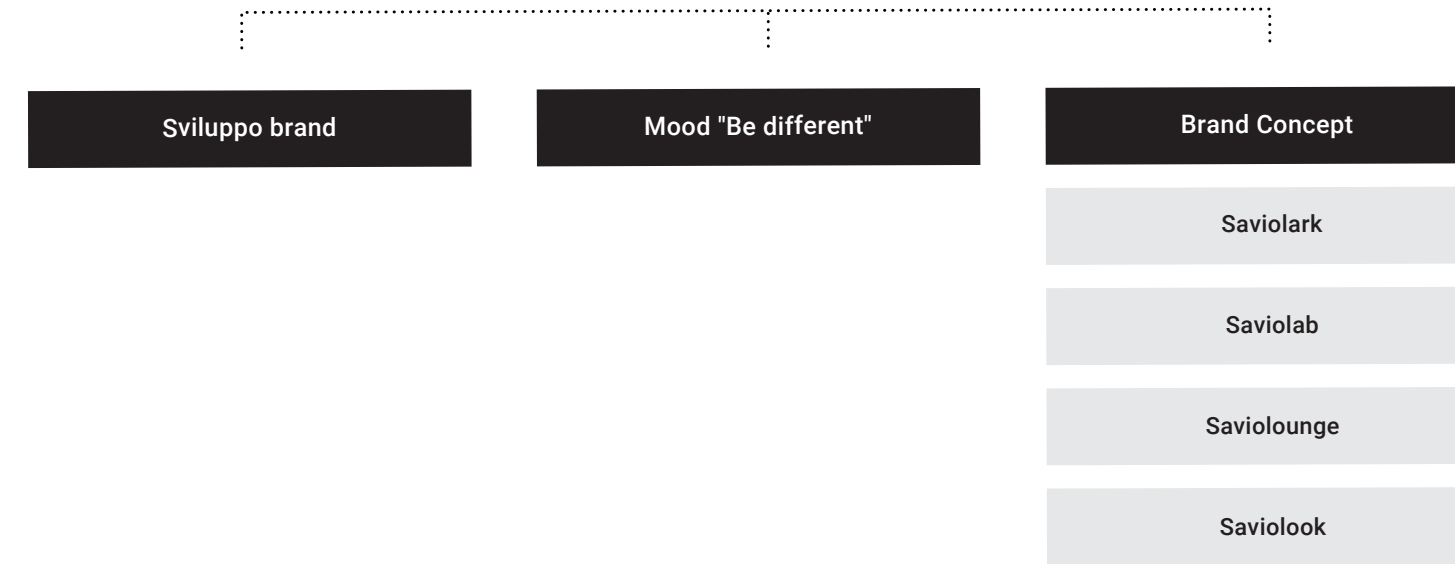 Sviluppo brand
Mood "Be different"
Brand Concept
Saviolark
Saviolab
Saviolounge
Saviolook